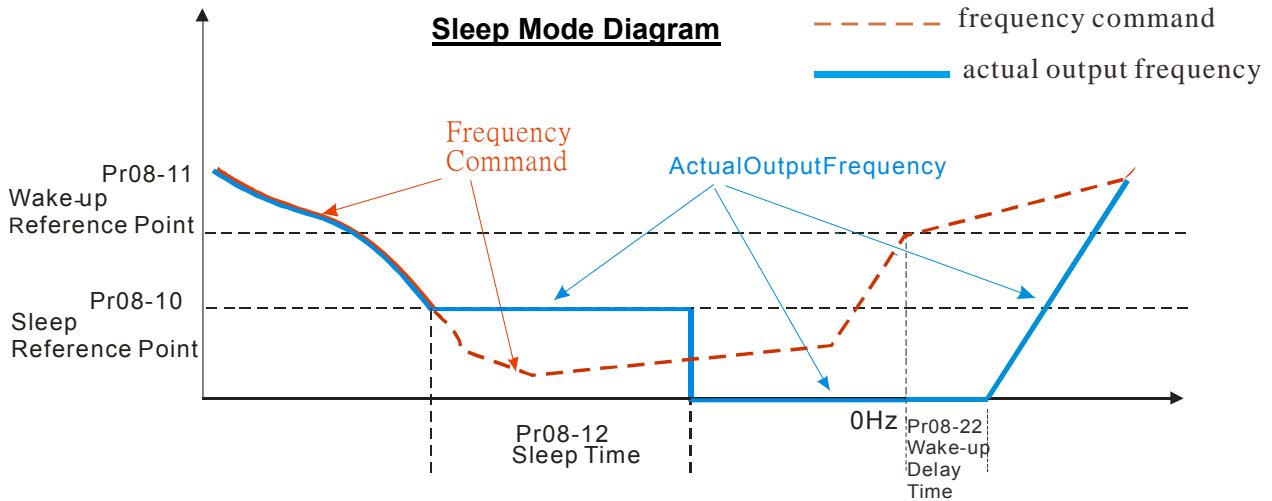 Sleep Mode Diagram
frequency command
actual output frequency
Frequency
Command
ActualOutputFrequency
Pr08-11
Wake-up
Reference Point
Pr08-10
Sleep
Reference Point
Pr08-12
Sleep Time
0Hz
Pr08-22
Wake-up
Delay
Time